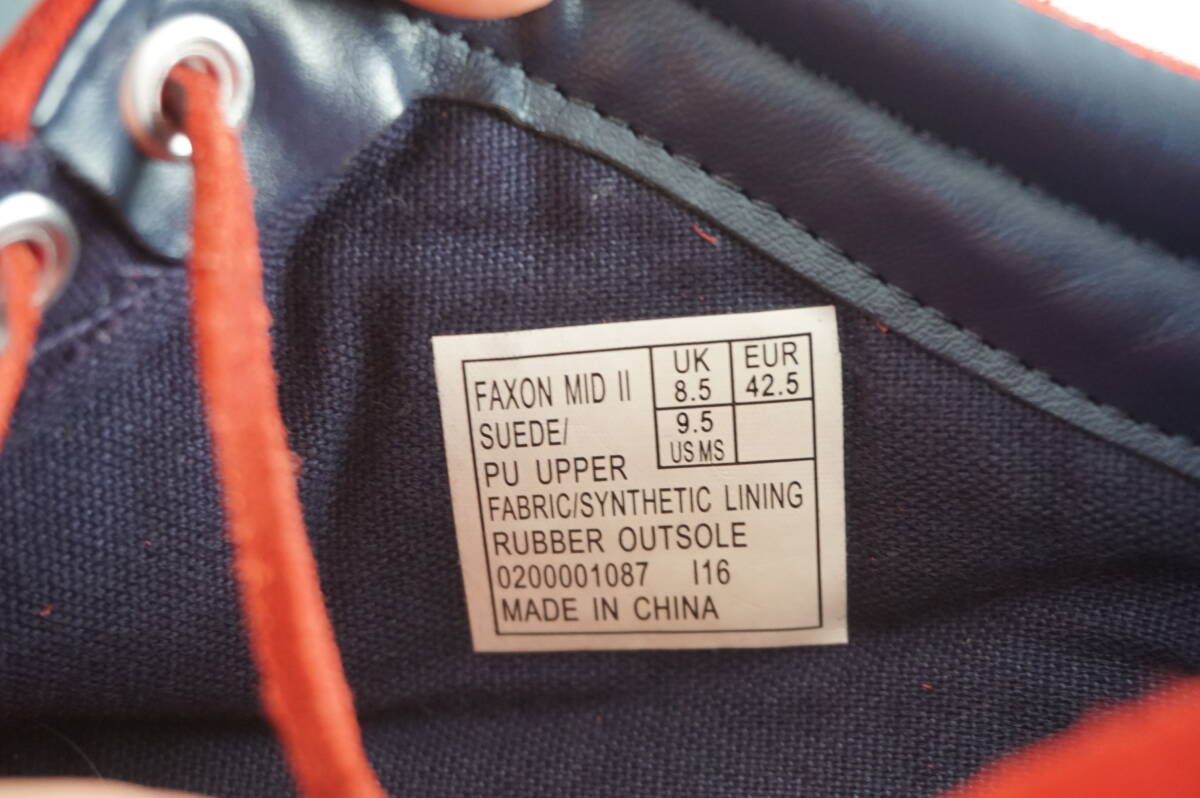 FAXON MID II
SUEDE/
PU UPPER
UK
8.5
EUR
42.5
9.5
US MS
FABRIC/SYNTHETIC LINING
RUBBER OUTSOLE
0200001087 I16
MADE IN CHINA